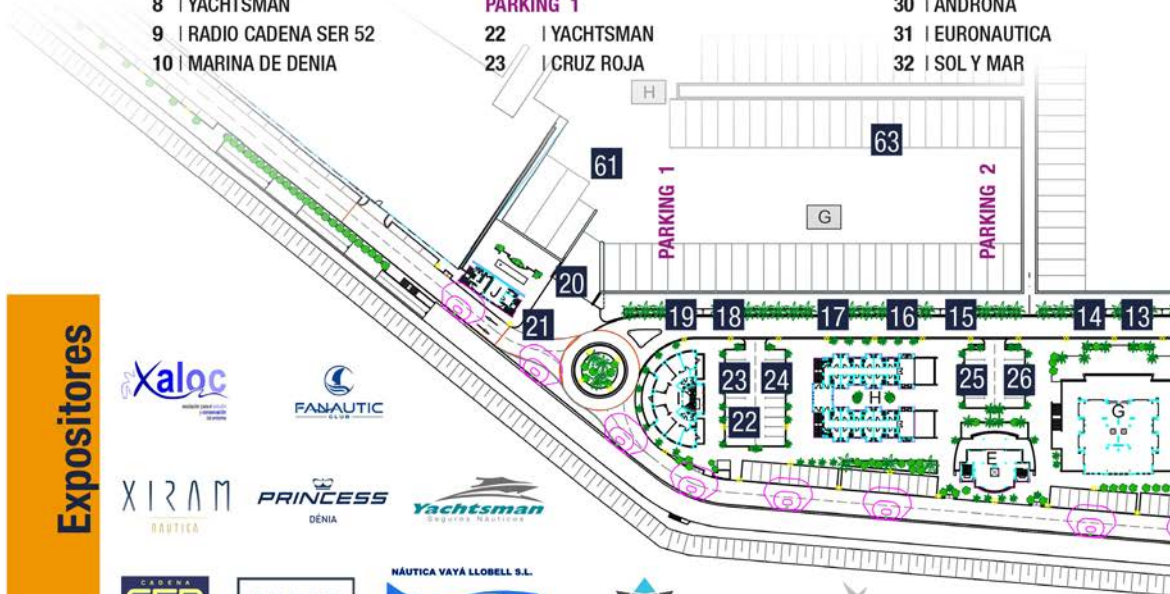 8 | YACHTSMAN
9 | RADIO CADENA SER 52
10 | MARINA DE DENIA
PARKING 1
22 | YACHTSMAN
23 | CRUZ ROJA
30 | ANDRONA
31 | EURONAUTICA
32 | SOL Y MAR
H
63
61
PARKING 1
PARKING 2
G
20
21
19
18
17
16
15
14
13
J
23
24
22
H
25
26
E
G
Expositores
Xaloc
FANAUTIC
CLUB
XIRAM
NÁUTICA
PRINCESS
DÉNIA
Yachtsman
Seguros Náuticos
CADENA
SER
NÁUTICA VAYÁ LLOBELL S.L.